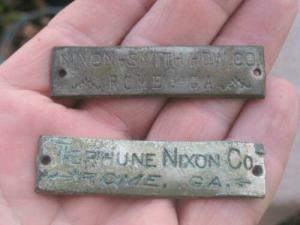 NIXON-SMITH HDW. CO.
ROME - GA.
TERHUNE NIXON CO.
ROME, GA.